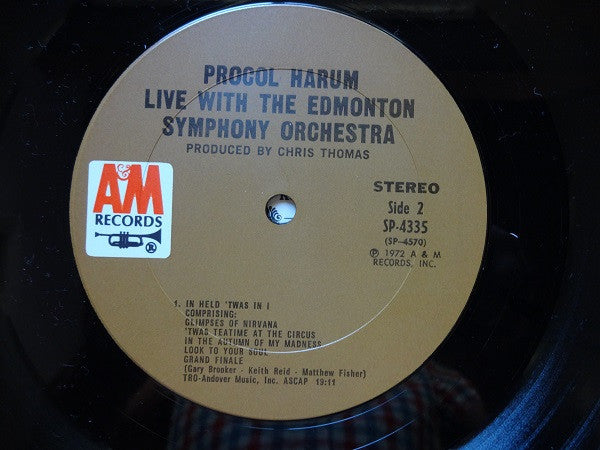 PROCOL HARUM
LIVE WITH THE EDMONTON
SYMPHONY ORCHESTRA
PRODUCED BY CHRIS THOMAS
A&M
RECORDS
®
STEREO
Side 2
SP-4335
(SP-4570)
℗ 1972 A & M
RECORDS, INC.
1. IN HELD 'TWAS IN I
COMPRISING:
GLIMPSES OF NIRVANA
'TWAS TEATIME AT THE CIRCUS
IN THE AUTUMN OF MY MADNESS
LOOK TO YOUR SOUL
GRAND FINALE
(Gary Brooker - Keith Reid - Matthew Fisher)
TRO-Andover Music, Inc. ASCAP 19:11